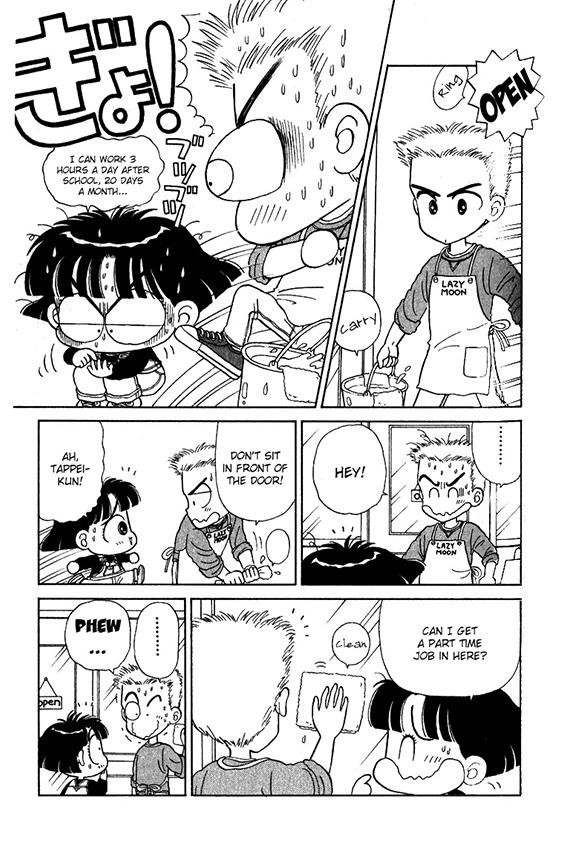 Ring
OPEN
LAZY
MOON
Carry
ぎょ!
I CAN WORK 3
HOURS A DAY AFTER
SCHOOL, 20 DAYS
A MONTH...
ブツブツ
.........
HEY!
LAZY
MOON
DON'T SIT
IN FRONT OF
THE DOOR!
LAZY
MOON
AH,
TAPPEI-
KUN!
CAN I GET
A PART TIME
JOB IN HERE?
Clean
.........
PHEW
...
open